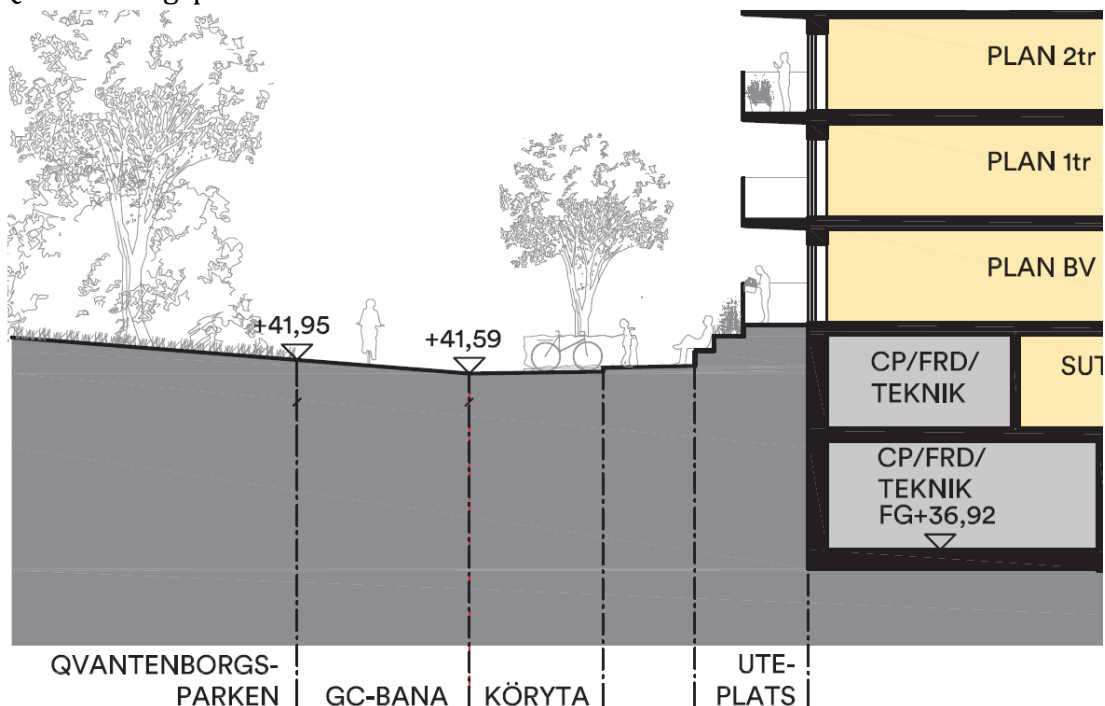 PLAN 2tr
PLAN 1tr
PLAN BV
+41,95
+41,59
CP/FRD/
TEKNIK
SUT
CP/FRD/
TEKNIK
FG+36,92
QVANTENBORGS-
PARKEN
GC-BANA
KÖRYTA
UTE-
PLATS